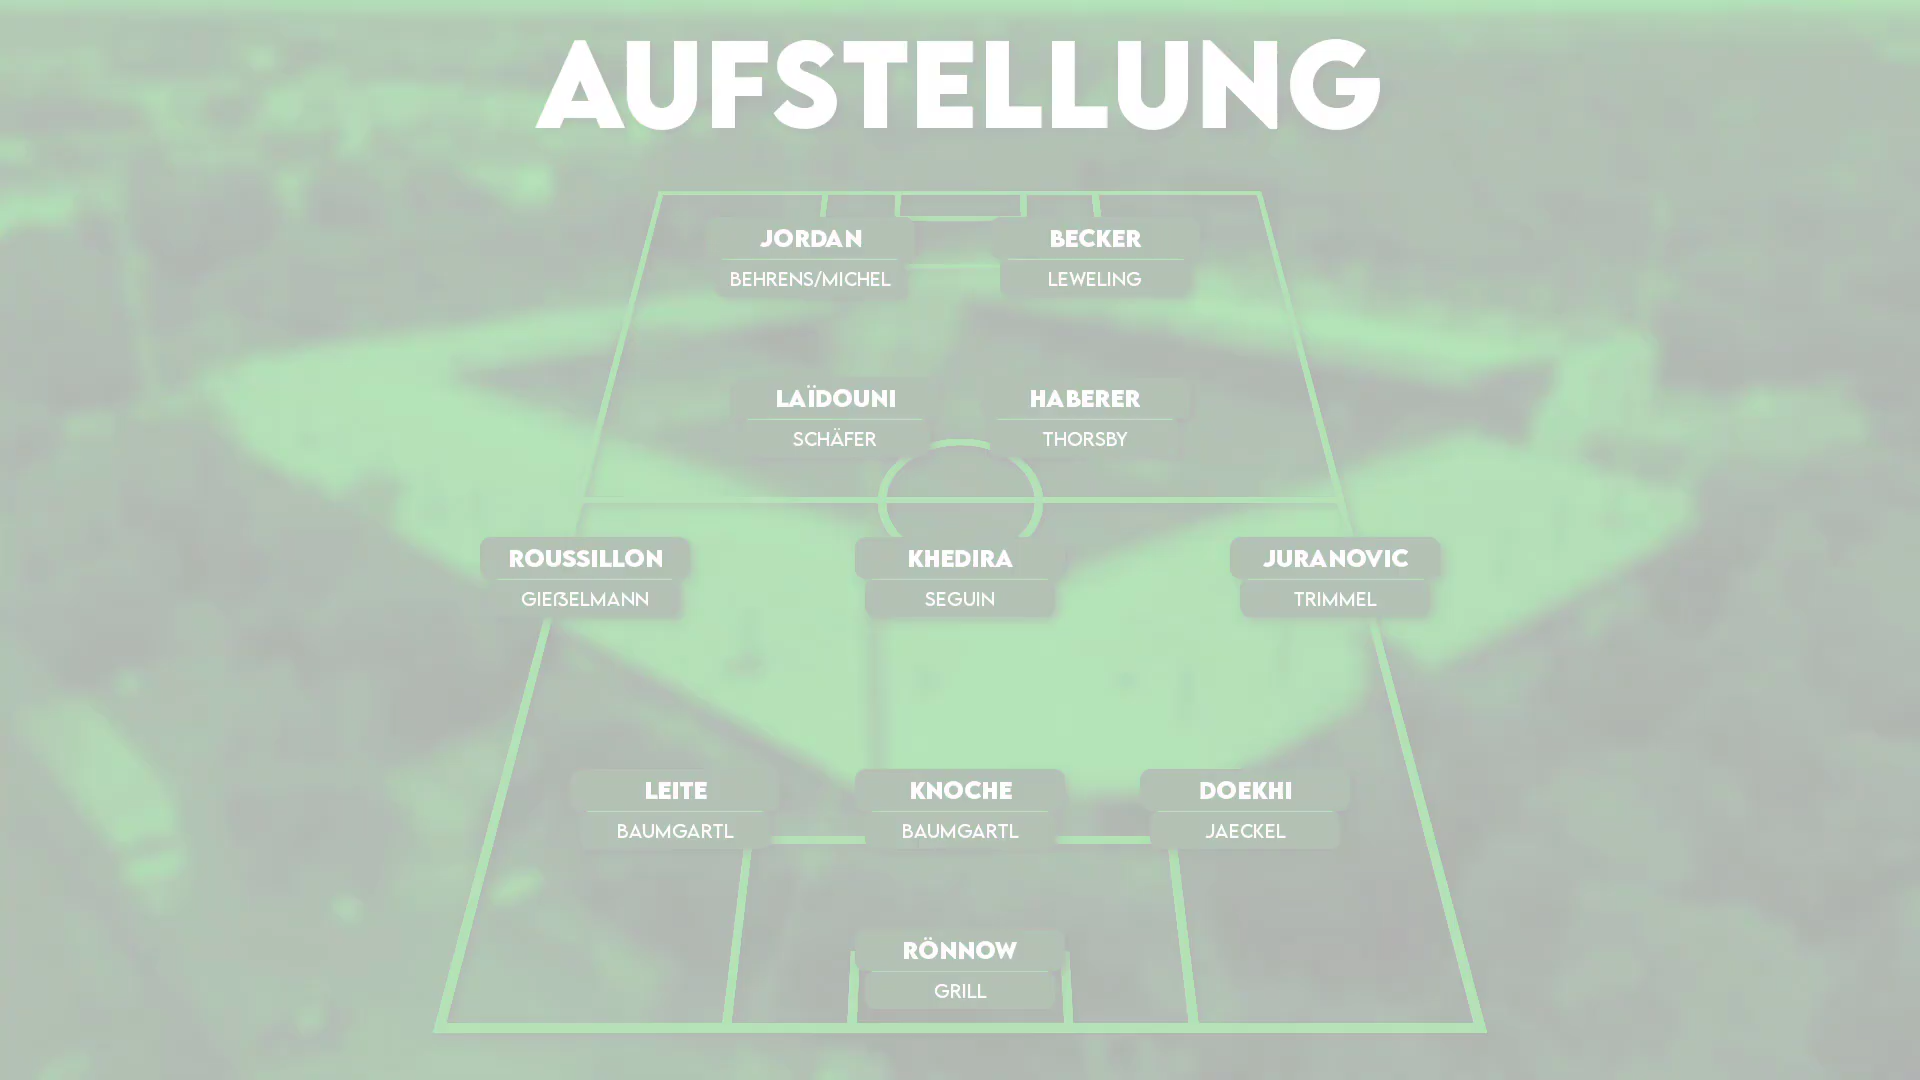 AUFSTELLUNG
JORDAN BECKER
BEHRENS/MICHEL LEWELING
LAÏDOUNI HABERER
SCHÄFER THORSBY
ROUSSILLON KHEDIRA JURANOVIC
GIEẞELMANN SEGUIN TRIMMEL
LEITE KNOCHE DOEKHI
BAUMGARTL BAUMGARTL JAECKEL
RÖNNOW
GRILL